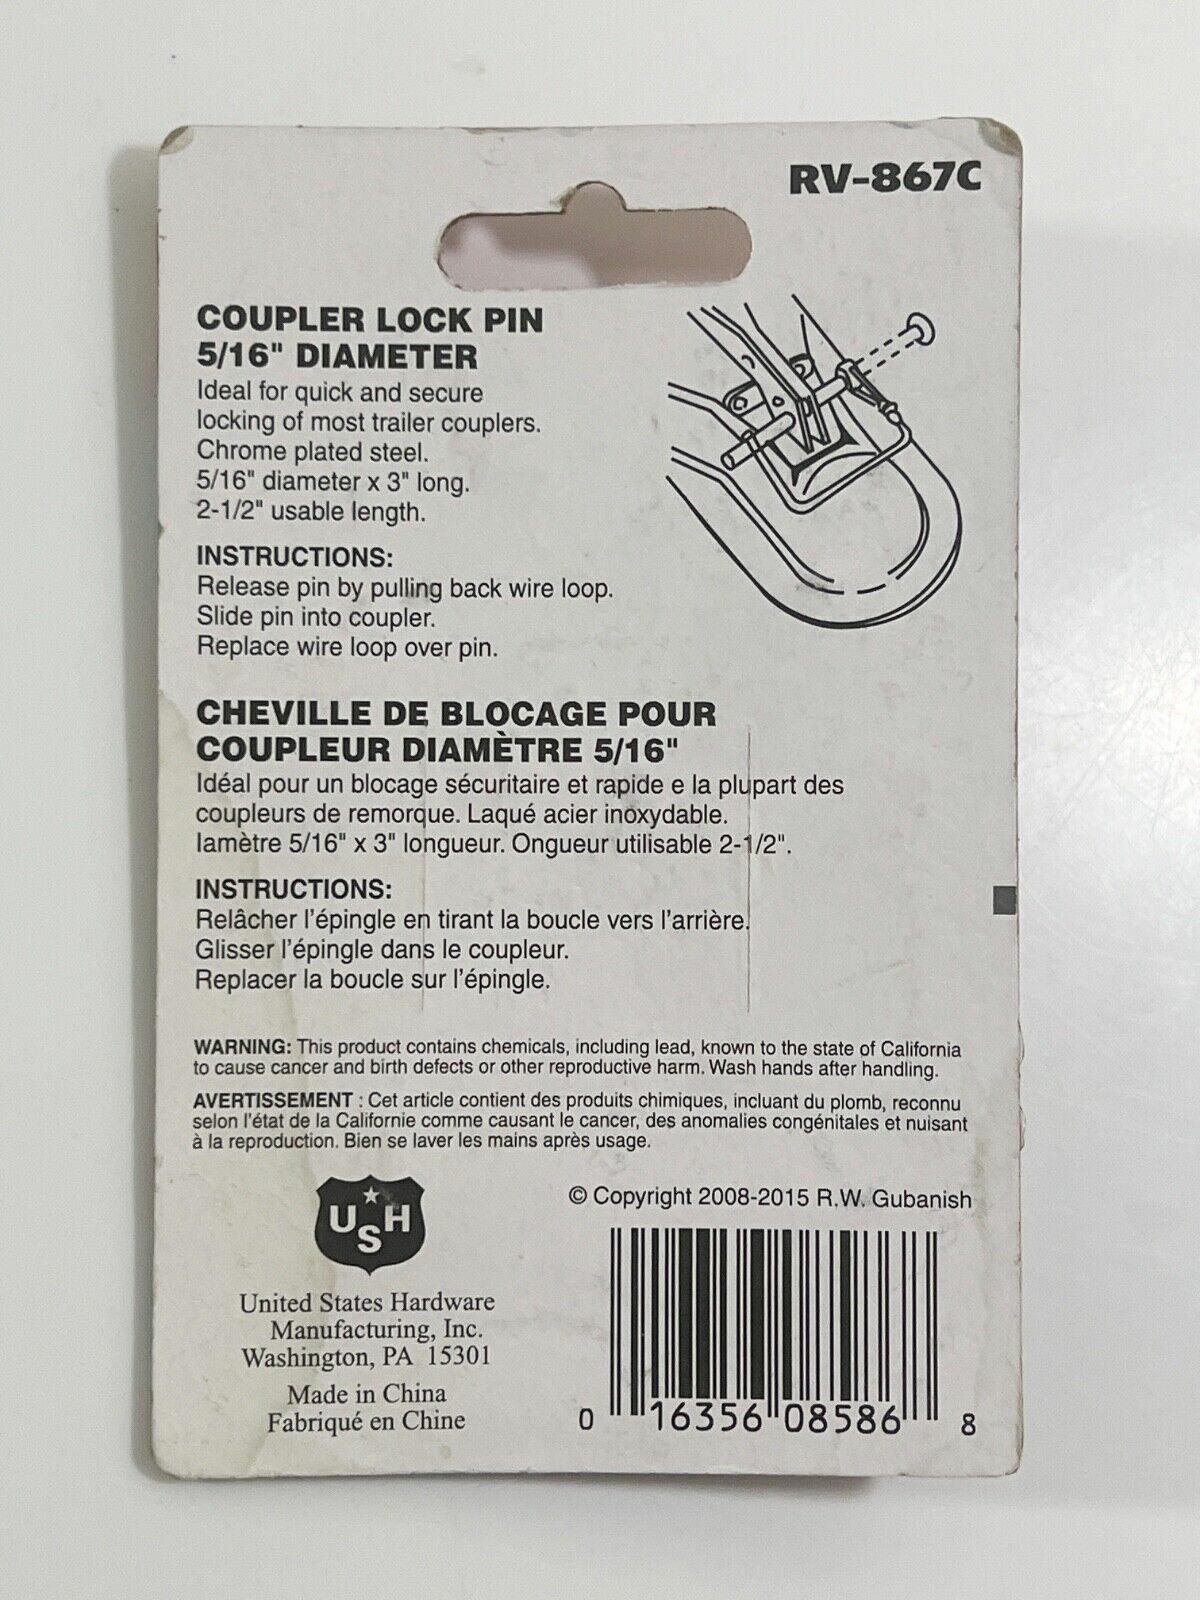 RV-867C
COUPLER LOCK PIN
5/16" DIAMETER
Ideal for quick and secure
locking of most trailer couplers.
Chrome plated steel.
5/16" diameter x 3" long.
2-1/2" usable length.
INSTRUCTIONS:
Release pin by pulling back wire loop.
Slide pin into coupler.
Replace wire loop over pin.
CHEVILLE DE BLOCAGE POUR
COUPLEUR DIAMÈTRE 5/16"
Idéal pour un blocage sécuritaire et rapide e la plupart des
coupleurs de remorque. Laqué acier inoxydable.
lamètre 5/16" x 3" longueur. Ongueur utilisable 2-1/2".
INSTRUCTIONS:
Relâcher l'épingle en tirant la boucle vers l'arrière.
Glisser l'épingle dans le coupleur.
Replacer la boucle sur l'épingle.
WARNING: This product contains chemicals, including lead, known to the state of California
to cause cancer and birth defects or other reproductive harm. Wash hands after handling.
AVERTISSEMENT : Cet article contient des produits chimiques, incluant du plomb, reconnu
selon l'état de la Californie comme causant le cancer, des anomalies congénitales et nuisant
à la reproduction. Bien se laver les mains après usage.
USH
United States Hardware
Manufacturing, Inc.
Washington, PA 15301
Made in China
Fabriqué en Chine
© Copyright 2008-2015 R.W. Gubanish
0 16356 08586 8